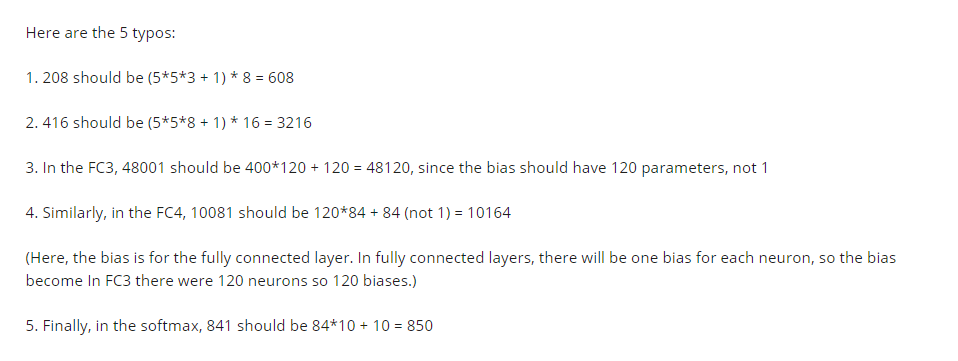 Here are the 5 typos:
1. 208 should be (5*5*3 + 1) * 8 = 608
2. 416 should be (5*5*8 + 1) * 16 = 3216
3. In the FC3, 48001 should be 400*120 + 120 = 48120, since the bias should have 120 parameters, not 1
4. Similarly, in the FC4, 10081 should be 120*84 + 84 (not 1) = 10164
(Here, the bias is for the fully connected layer. In fully connected layers, there will be one bias for each neuron, so the bias
become In FC3 there were 120 neurons so 120 biases.)
5. Finally, in the softmax, 841 should be 84*10 + 10 = 850